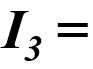 I₃ =